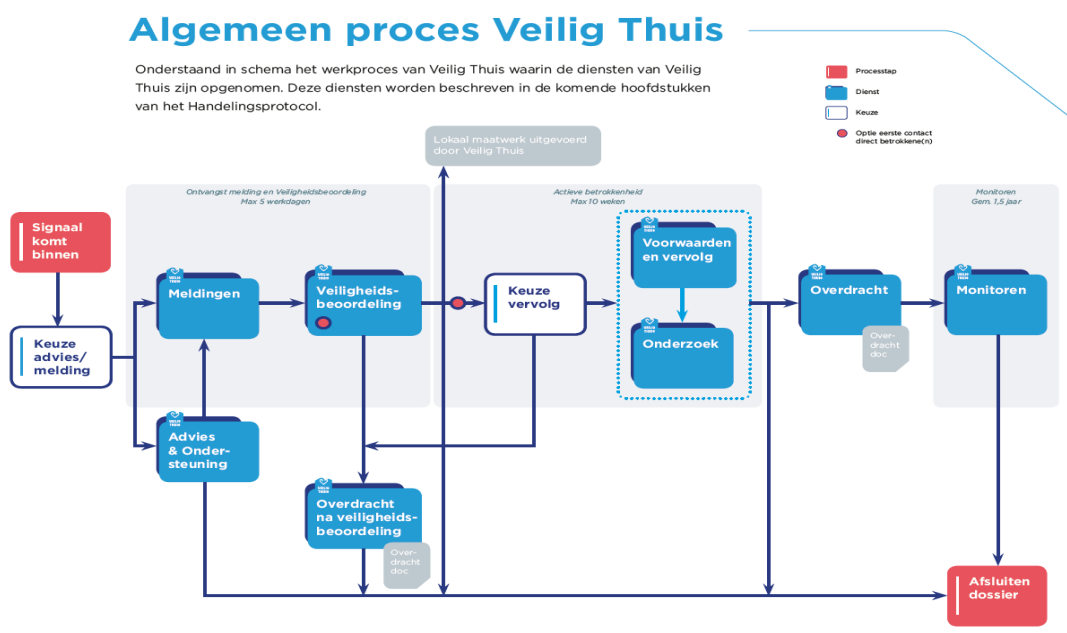 Algemeen proces Veilig Thuis
Onderstaand in schema het werkproces van Veilig Thuis waarin de diensten van Veilig
Thuis zijn opgenomen. Deze diensten worden beschreven in de komende hoofdstukken
van het Handelingsprotocol.
Processtap
Dienst
Keuze
Optie eerste contact
direct betrokkene(n)
Lokaal maatwerk uitgevoerd
door Veilig Thuis
Ontvangst melding en Veiligheidsbeoordeling
Max 5 werkdagen
Actieve betrokkenheid
Max 10 weken
Monitoren
Gem. 1,5 jaar
Signaal
komt
binnen
Keuze
advies/
melding
Meldingen
Veiligheids-
beoordeling
Keuze
vervolg
Voorwaarden
en vervolg
Onderzoek
Overdracht
Over-
dracht
doc
Monitoren
Advies
& Onder-
steuning
Overdracht
na veiligheids-
beoordeling
Over-
dracht
doc
Afsluiten
dossier